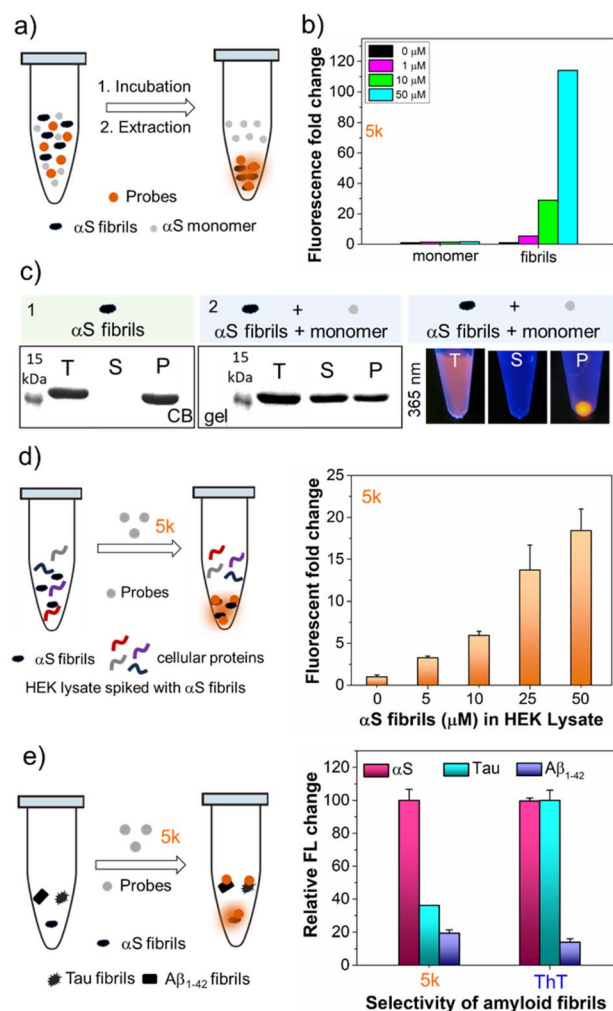 a)
1. Incubation
2. Extraction
Probes
αS fibrils αS monomer
b)
Fluorescence fold change
120
100
80
60
40
20
0
0 μM
1 μM
10 μM
50 μM
5k
monomer fibrils
c)
1
αS fibrils
15
kDa
T S P
CB
2 +
αS fibrils + monomer
15
kDa
T S P
gel
+
αS fibrils + monomer
365 nm
T S P
d)
5k
Probes
αS fibrils cellular proteins
HEK lysate spiked with αS fibrils
Fluorescent fold change
25
20
15
10
5
0
5k
0 5 10 25 50
αS fibrils (μM) in HEK Lysate
e)
5k
Probes
αS fibrils
Tau fibrils Aβ1-42 fibrils
Relative FL change
140
120
100
80
60
40
20
0
αS Tau Aβ1-42
5k ThT
Selectivity of amyloid fibrils